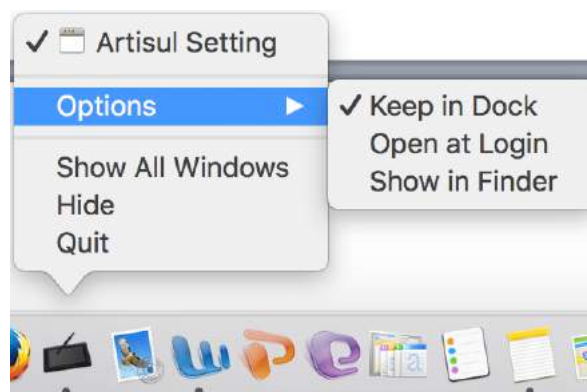 ✓ Artisul Setting
Options ▶
✓ Keep in Dock
Open at Login
Show in Finder
Show All Windows
Hide
Quit